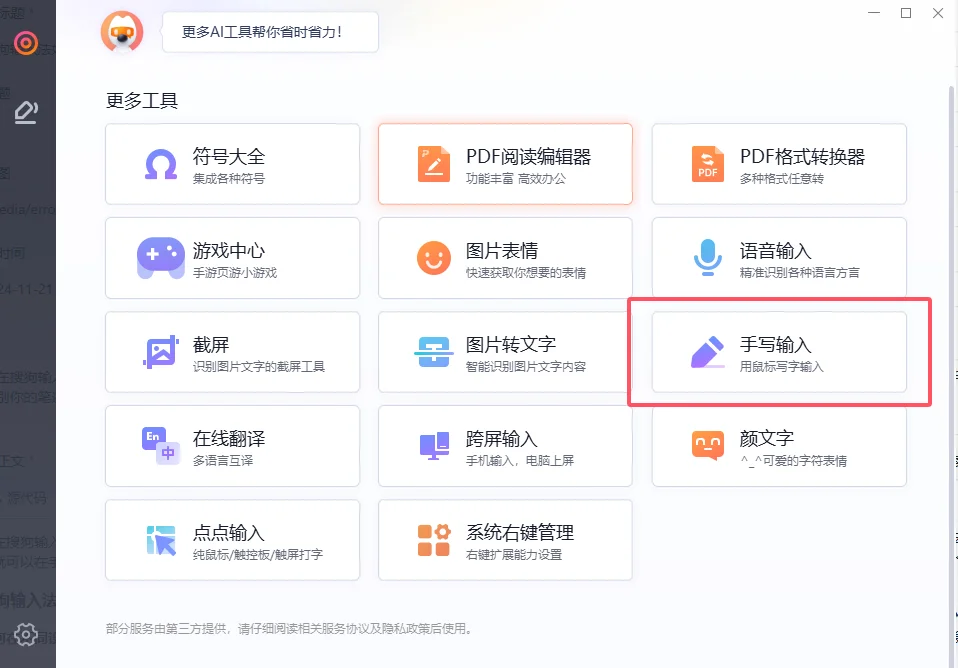 更多AI工具帮你省时省力!
更多工具
符号大全
集成各种符号
PDF阅读编辑器
功能丰富 高效办公
PDF
PDF格式转换器
多种格式任意转
游戏中心
手游页游小游戏
图片表情
快速获取你想要的表情
语音输入
精准识别各种语言方言
截屏
识别图片文字的截屏工具
图片转文字
智能识别图片文字内容
手写输入
用鼠标写字输入
En
中
在线翻译
多语言互译
跨屏输入
手机输入，电脑上屏
颜文字
^_^可爱的字符表情
点点输入
纯鼠标/触控板/触屏打字
系统右键管理
右键扩展能力设置
部分服务由第三方提供，请仔细阅读相关服务协议及隐私政策后使用。